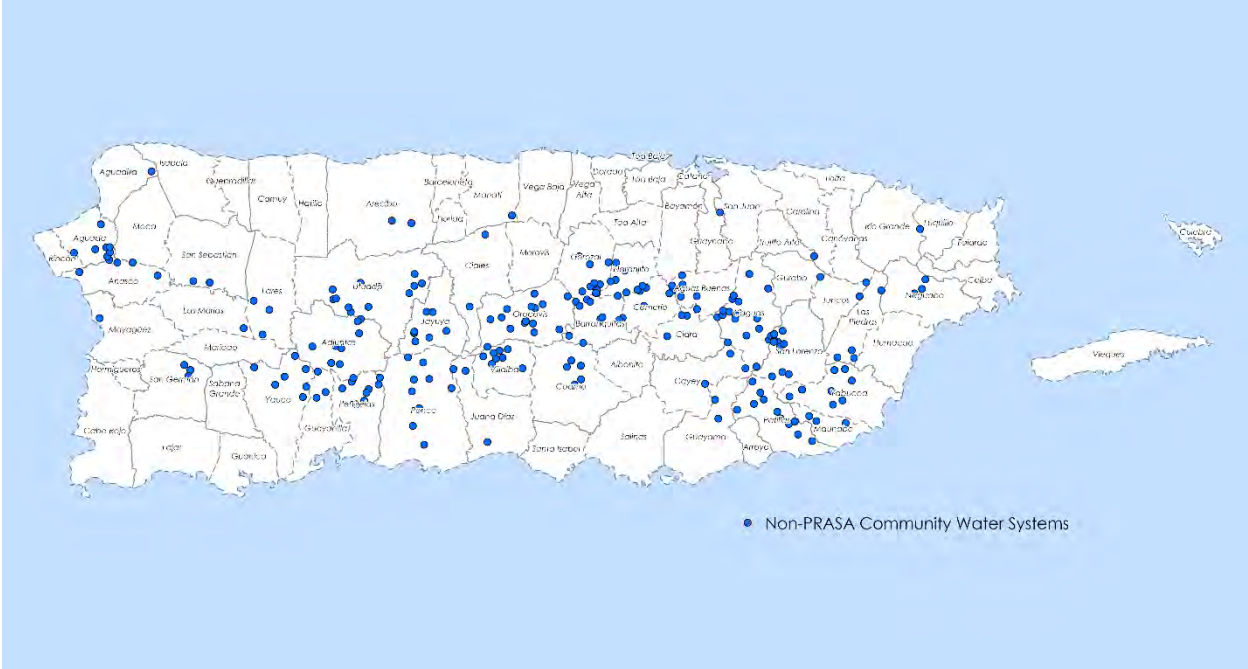 Isabela
Aguadilla
Quebradillas
Camuy
Hatillo
Arecibo
Barceloneta
Manatí
Florida
Vega Baja
Vega
Alta
Dorado
Toa Baja
Toa Baja
Cataño
Toa Alta
Bayamón
San Juan
Guaynabo
Carolina
Trujillo Alto
Loíza
Canóvanas
Río Grande
Luquillo
Fajardo
Culebra
Ceiba
Naguabo
Moca
Aguada
Rincón
Añasco
San Sebastián
Lares
Utuado
Ciales
Morovis
Corozal
Naranjito
Aguas Buenas
Gurabo
Juncos
Las
Piedras
Humacao
Vieques
Mayagüez
Las Marías
Maricao
Adjuntas
Jayuya
Orocovis
Barranquitas
Comerío
Cidra
Caguas
San Lorenzo
Hormigueros
San Germán
Sabana
Grande
Yauco
Peñuelas
Ponce
Villalba
Coamo
Aibonito
Cayey
Yabucoa
Maunabo
Patillas
Cabo Rojo
Lajas
Guánica
Guayanilla
Juana Díaz
Santa Isabel
Salinas
Guayama
Arroyo
Non-PRASA Community Water Systems